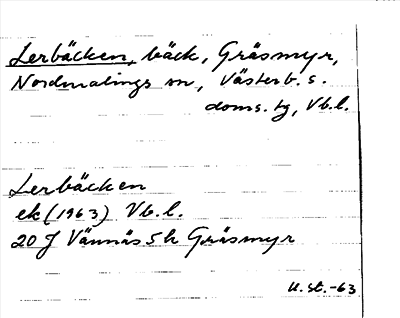 Lerbäcken, bäck, Gräsmyr,
Nordmalings sn, Västerb. s.
doms. tg, Vb. l.
Lerbäcken
ek (1963) Vb. l.
20 J Vännäs 5 h Gräsmyr
U. st. -63